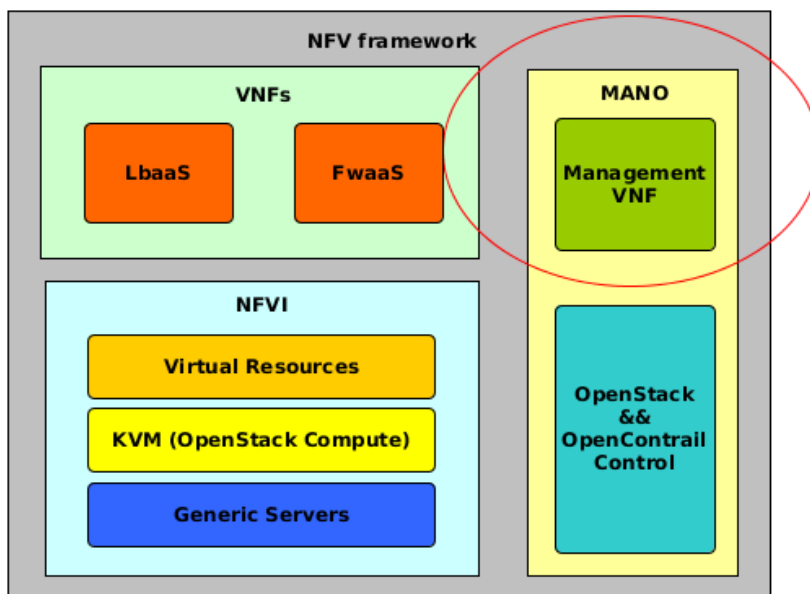 NFV framework
VNFs
LbaaS
FwaaS
NFVI
Virtual Resources
KVM (OpenStack Compute)
Generic Servers
MANO
Management
VNF
OpenStack
&&
OpenContrail
Control